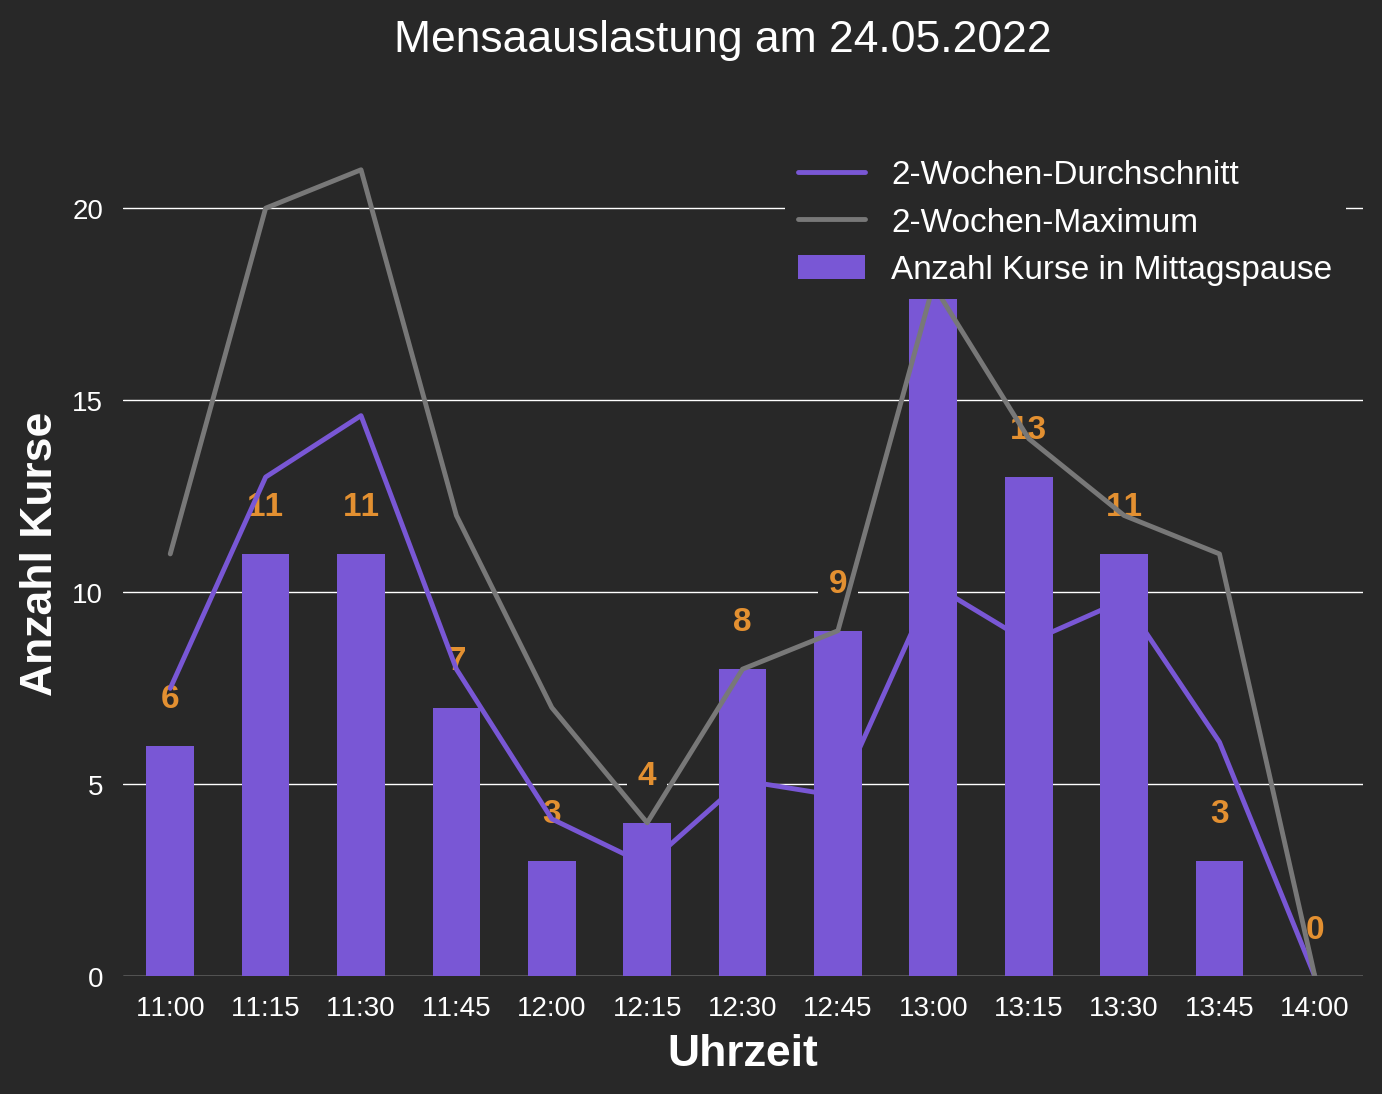 Mensaauslastung am 24.05.2022
2-Wochen-Durchschnitt
2-Wochen-Maximum
Anzahl Kurse in Mittagspause
Anzahl Kurse
20
15
10
5
0
6
11
11
7
3
4
8
9
13
11
3
0
11:00 11:15 11:30 11:45 12:00 12:15 12:30 12:45 13:00 13:15 13:30 13:45 14:00
Uhrzeit